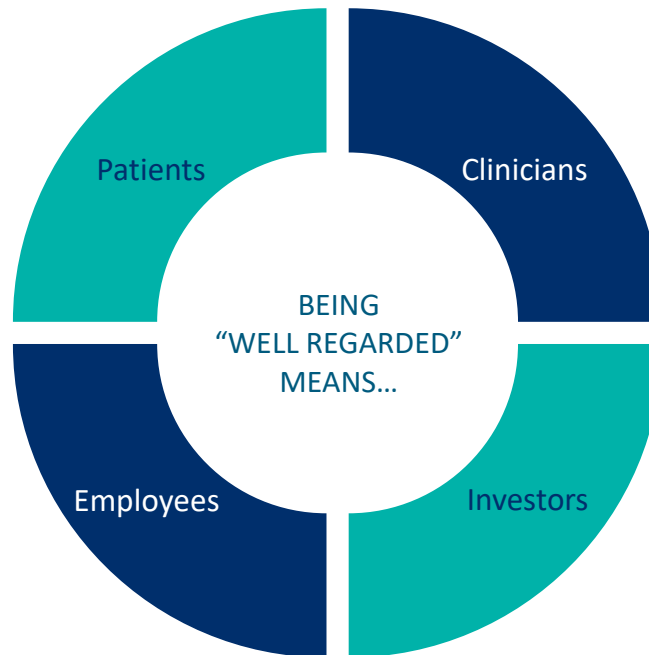 Patients
Clinicians
BEING
“WELL REGARDED”
MEANS…
Employees
Investors